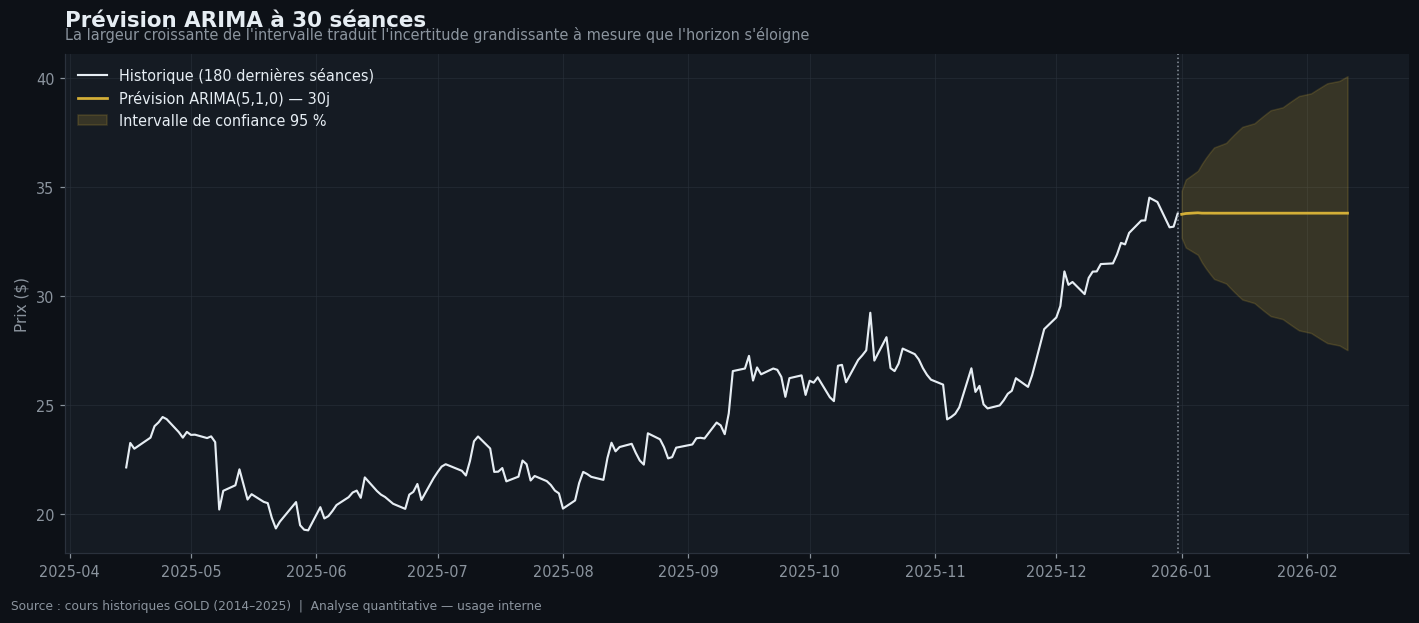 Prévision ARIMA à 30 séances
La largeur croissante de l'intervalle traduit l'incertitude grandissante à mesure que l'horizon s'éloigne
Historique (180 dernières séances)
Prévision ARIMA(5,1,0) — 30j
Intervalle de confiance 95 %
Prix ($)
40
35
30
25
20
2025-04 2025-05 2025-06 2025-07 2025-08 2025-09 2025-10 2025-11 2025-12 2026-01 2026-02
Source : cours historiques GOLD (2014–2025) | Analyse quantitative — usage interne